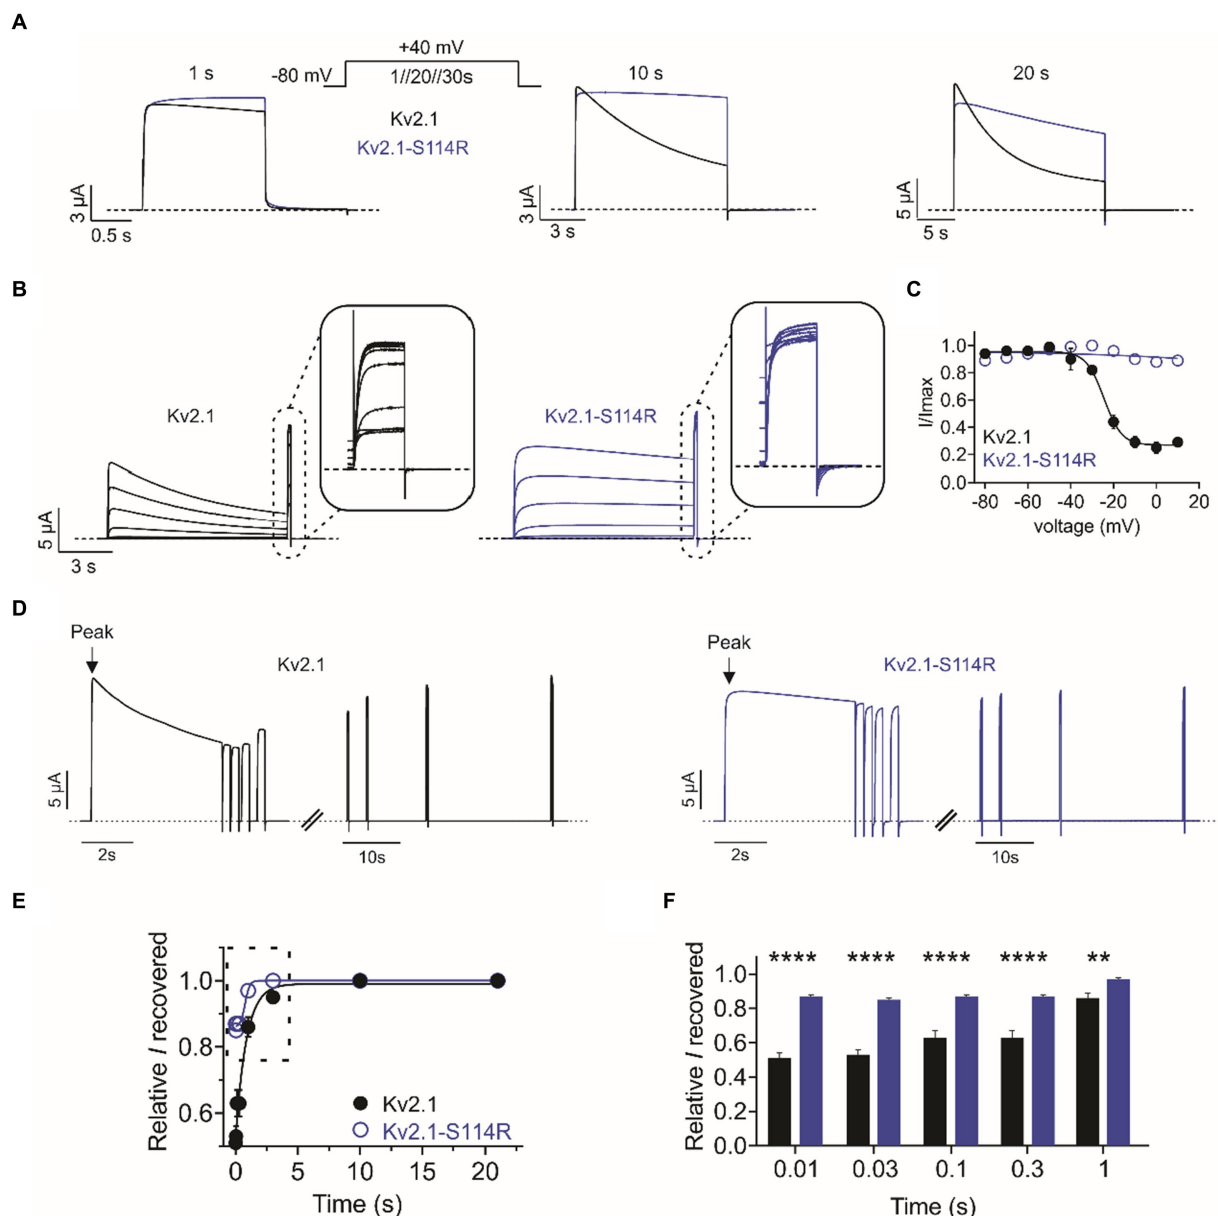 A
+40 mV
1 s
-80 mV
1//20//30s
10 s
20 s
Kv2.1
Kv2.1-S114R
3 µA
0.5 s
3 µA
3 s
5 µA
5 s
B
C
Kv2.1
Kv2.1-S114R
5 µA
3 s
I/Imax
1.0
0.8
0.6
0.4
0.2
0.0
Kv2.1
Kv2.1-S114R
-80 -60 -40 -20 0 20
voltage (mV)
D
Peak
Kv2.1
5 µA
2s
10s
Peak
Kv2.1-S114R
5 µA
2s
10s
E
Relative I recovered
1.0
0.8
0.6
Kv2.1
Kv2.1-S114R
0 5 10 15 20
Time (s)
F
Relative I recovered
**** **** **** **** **
1.0
0.8
0.6
0.4
0.2
0.0
0.01 0.03 0.1 0.3 1
Time (s)